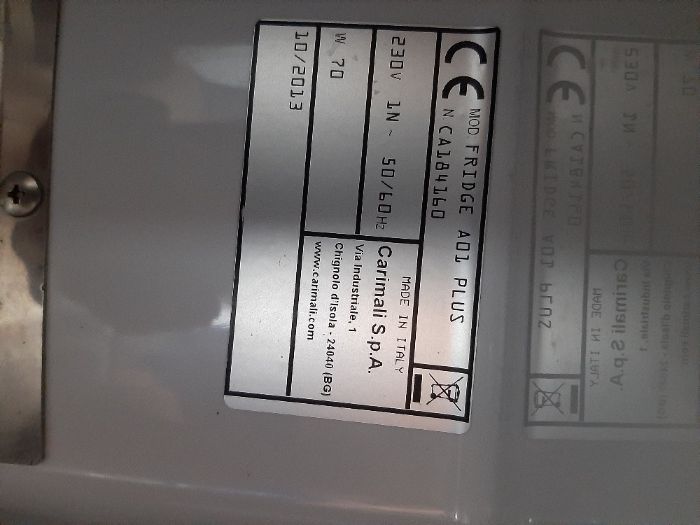 CE MOD FRIDGE A01 PLUS
N CA184160
230V 1N~ 50/60Hz
W 70
10/2013
MADE IN ITALY
Carimali S.p.A.
Via Industriale, 1
Chignolo d'Isola - 24040 (BG)
www.carimali.com